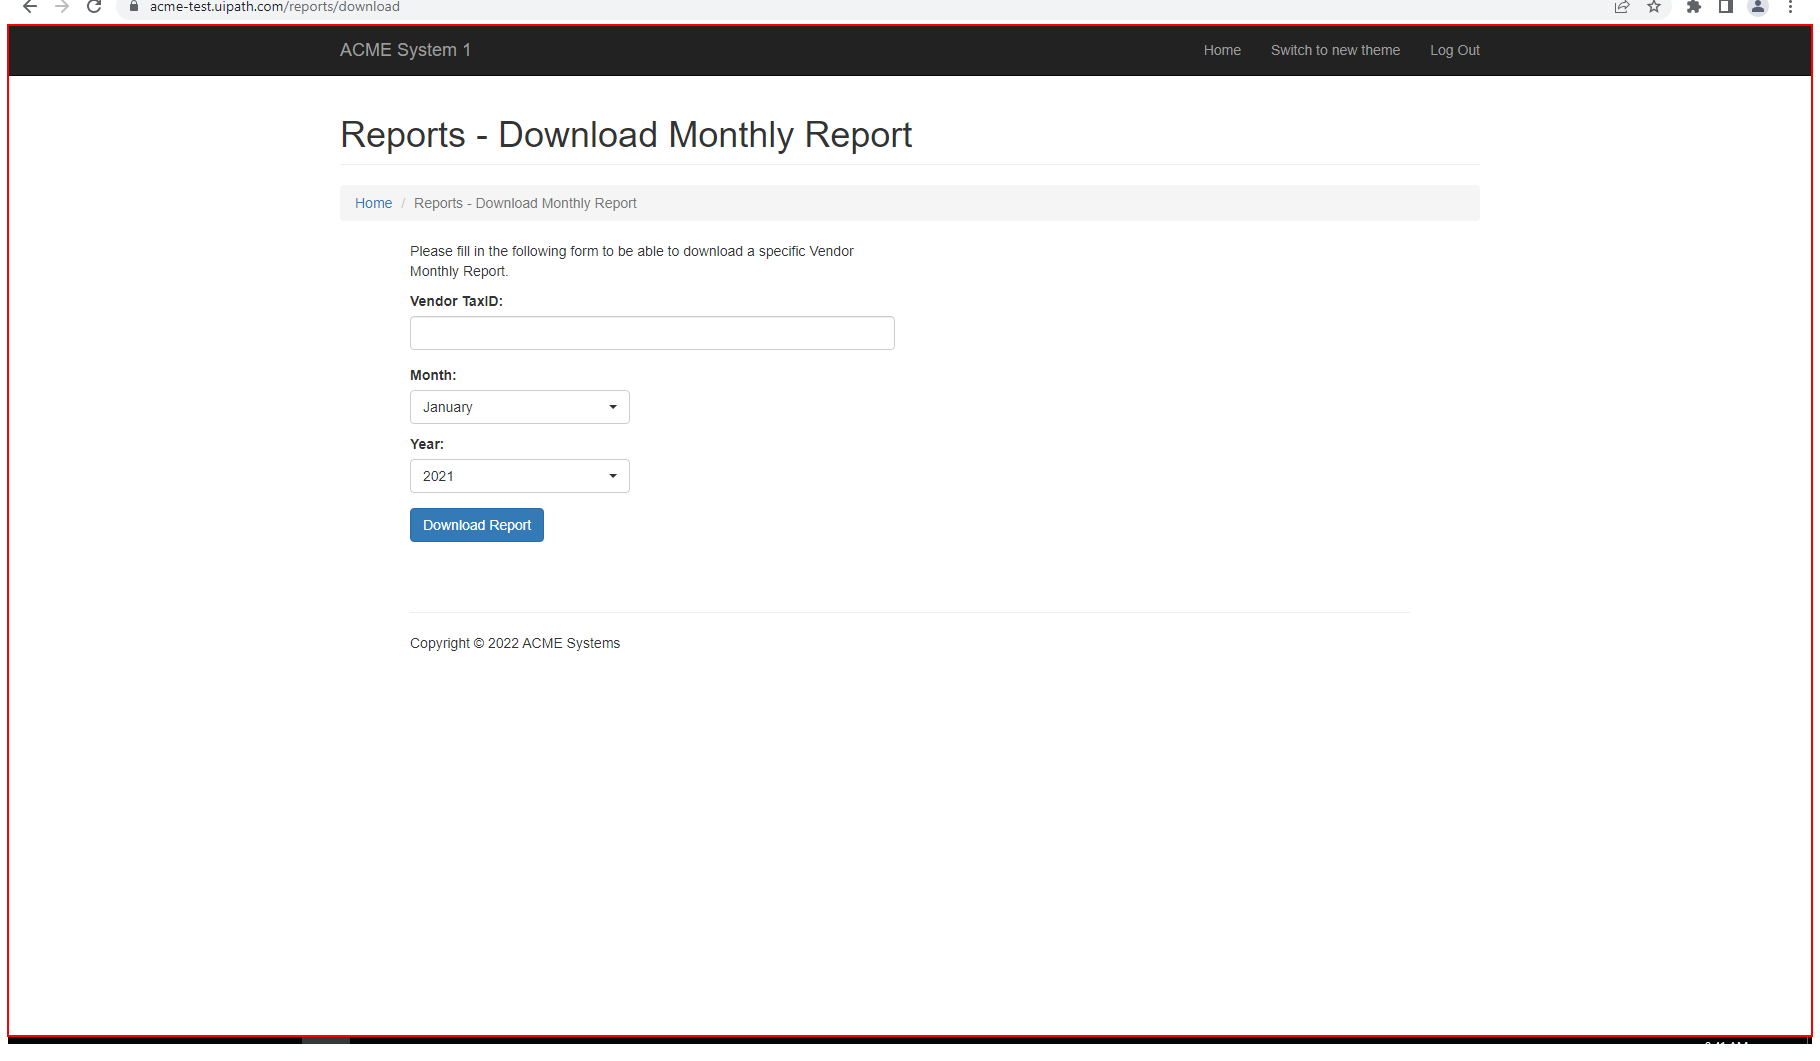 acme-test.uipath.com/reports/download
ACME System 1
Home
Switch to new theme
Log Out
Reports - Download Monthly Report
Home / Reports - Download Monthly Report
Please fill in the following form to be able to download a specific Vendor
Monthly Report.
Vendor TaxID:
Month:
January
Year:
2021
Download Report
Copyright © 2022 ACME Systems